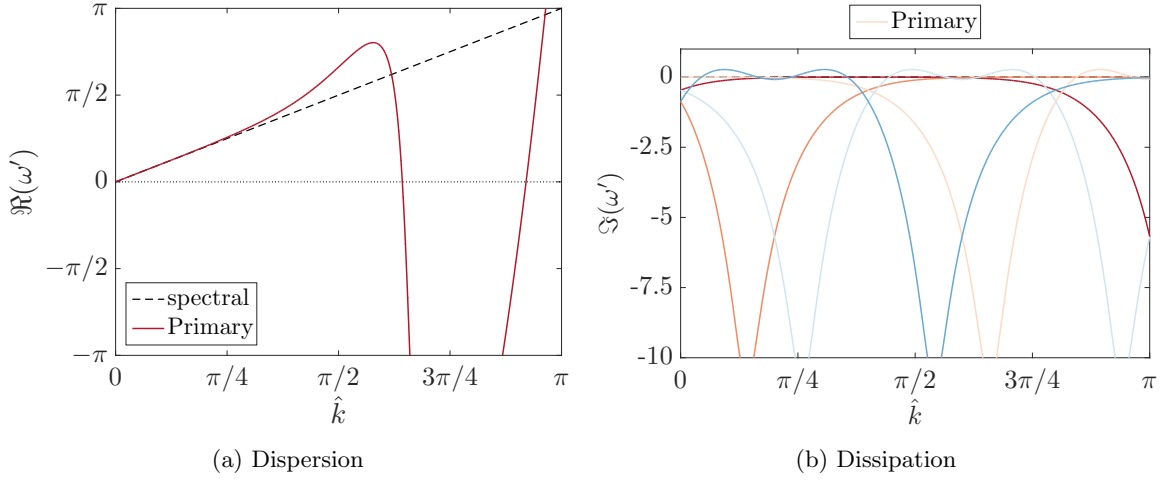 π
π/2
0
−π/2
−π
ℜ(ω′)
spectral
Primary
0
π/4
π/2
3π/4
π
k̂
(a) Dispersion
Primary
0
-2.5
-5
-7.5
-10
ℑ(ω′)
0
π/4
π/2
3π/4
π
k̂
(b) Dissipation